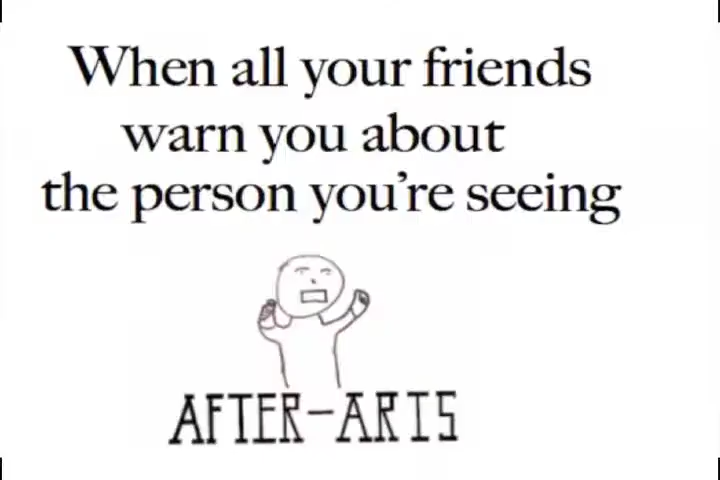 When all your friends
warn you about
the person you’re seeing
AFTER-ARTS